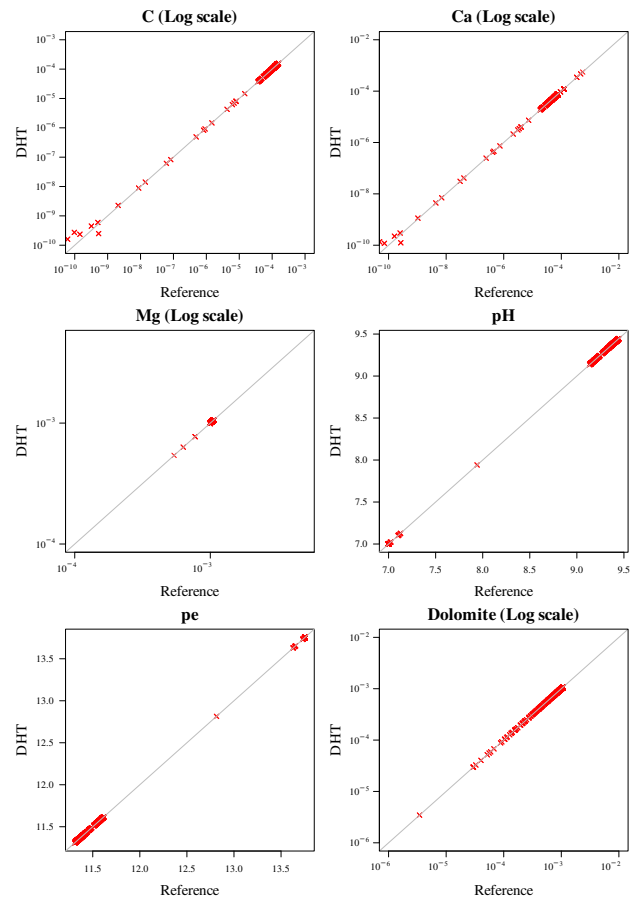 C (Log scale)
10⁻³
10⁻⁴
10⁻⁵
10⁻⁶
10⁻⁷
10⁻⁸
10⁻⁹
10⁻¹⁰
DHT
10⁻¹⁰ 10⁻⁹ 10⁻⁸ 10⁻⁷ 10⁻⁶ 10⁻⁵ 10⁻⁴ 10⁻³
Reference
Ca (Log scale)
10⁻²
10⁻⁴
10⁻⁶
10⁻⁸
10⁻¹⁰
DHT
10⁻¹⁰ 10⁻⁸ 10⁻⁶ 10⁻⁴ 10⁻²
Reference
Mg (Log scale)
10⁻³
10⁻⁴
DHT
10⁻⁴ 10⁻³
Reference
pH
9.5
9.0
8.5
8.0
7.5
7.0
DHT
7.0 7.5 8.0 8.5 9.0 9.5
Reference
pe
13.5
13.0
12.5
12.0
11.5
DHT
11.5 12.0 12.5 13.0 13.5
Reference
Dolomite (Log scale)
10⁻²
10⁻³
10⁻⁴
10⁻⁵
10⁻⁶
DHT
10⁻⁶ 10⁻⁵ 10⁻⁴ 10⁻³ 10⁻²
Reference